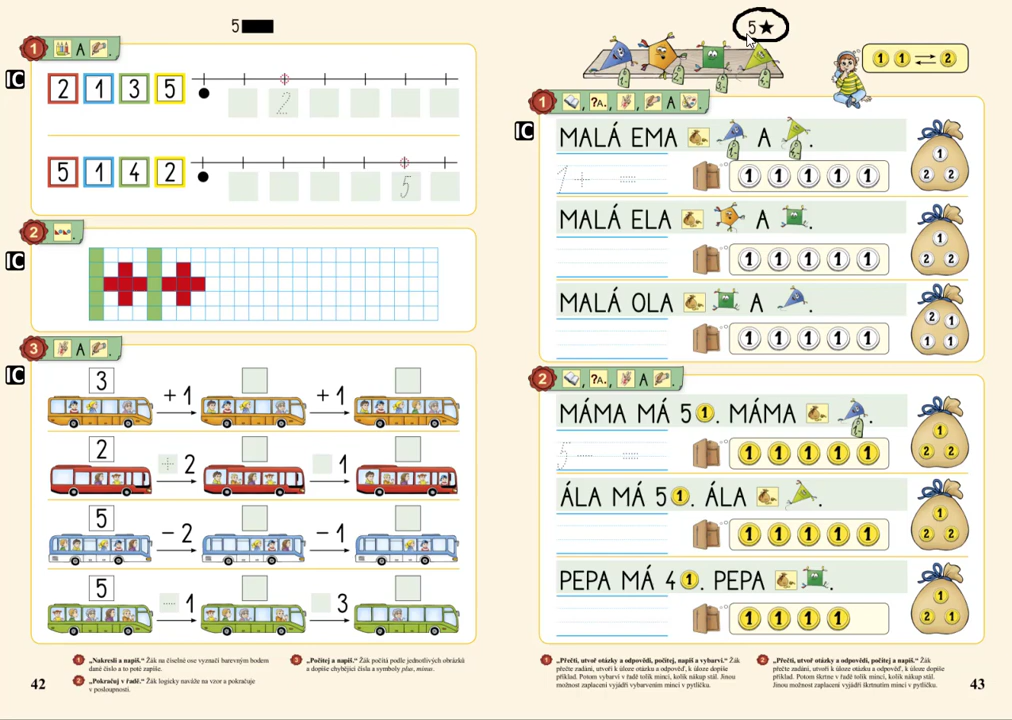 5
1 A .
2 1 3 5
2
5 1 4 2
5
2 .
3 A .
3 + 1 + 1
2 + 2 1
5 - 2 - 1
5 1 3
1 „Nakresli a napiš.“ Žák na číselné ose vyznačí barevným bodem
dané číslo a to poté zapíše.
2 „Pokračuj v řadě.“ Žák logicky naváže na vzor a pokračuje
v posloupnosti.
3 „Počítej a napiš.“ Žák počítá podle jednotlivých obrázků
a dopíše chybějící čísla a symboly plus, minus.
42
5★
1 1 2
1 , ?A. , , A .
MALÁ EMA A .
1 + =
1 1 1 1 1
1
2 2
MALÁ ELA A .
1 1 1 1 1
1
2 2
MALÁ OLA A .
1 1 1 1 1
2 1
1 1
2 , ?A. , A .
MÁMA MÁ 5 1 . MÁMA .
5 - =
1 1 1 1 1
1
2 2
ÁLA MÁ 5 1 . ÁLA .
1 1 1 1 1
1
2 2
PEPA MÁ 4 1 . PEPA .
1 1 1 1
1
2 1
1 „Přečti, utvoř otázky a odpovědi, počítej, napiš a vybarvi.“ Žák
přečte zadání, utvoří k úloze otázku a odpověď, k úloze dopíše
příklad. Potom vybarví v řadě tolik mincí, kolik nákup stál. Jinou
možnost zaplacení vyjádří vybarvením mincí v pytlíčku.
2 „Přečti, utvoř otázky a odpovědi, počítej a napiš.“ Žák
přečte zadání, utvoří k úloze otázku a odpověď, k úloze dopíše
příklad. Potom škrtne v řadě tolik mincí, kolik nákup stál.
Jinou možnost zaplacení vyjádří škrtnutím mincí v pytlíčku.
43